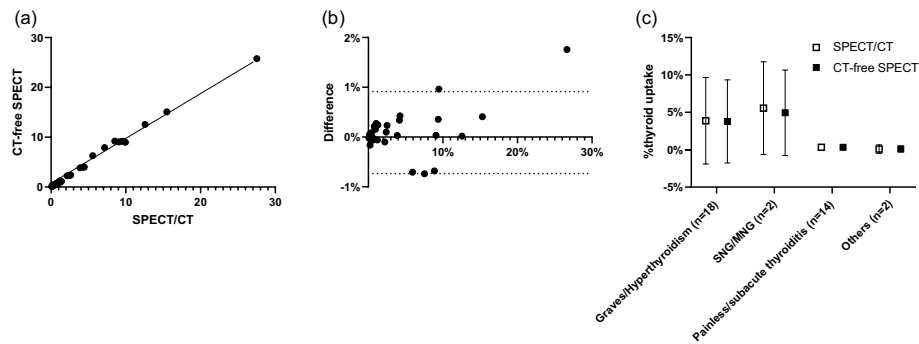 (a)
CT-free SPECT
30
20
10
0
0
10
20
30
SPECT/CT
(b)
Difference
2%
1%
0.00%
-1%
10%
20%
30%
(c)
%thyroid uptake
15%
10%
5%
0%
-5%
SPECT/CT
CT-free SPECT
Graves/Hyperthyroidism (n=18)
SNG/MNG (n=2)
Painless/subacute thyroiditis (n=14)
Others (n=2)